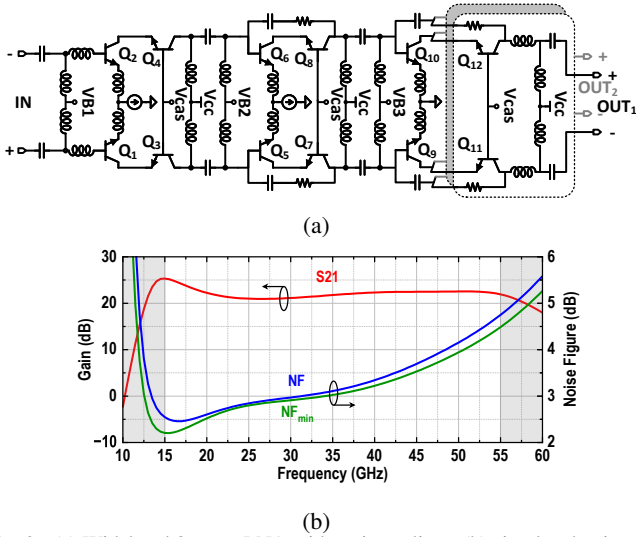 Q2 Q4 Q6 Q8 Q10 Q12
- IN + VB1 Vcas Vcc VB2 Vcas Vcc VB3 Vcas Vcc
+ + OUT2 OUT1 - -
Q1 Q3 Q5 Q7 Q9 Q11
(a)
30 20 10 0 −10
Gain (dB)
S21
NF
NFmin
6 5 4 3 2
Noise Figure (dB)
10 15 20 25 30 35 40 45 50 55 60
Frequency (GHz)
(b)